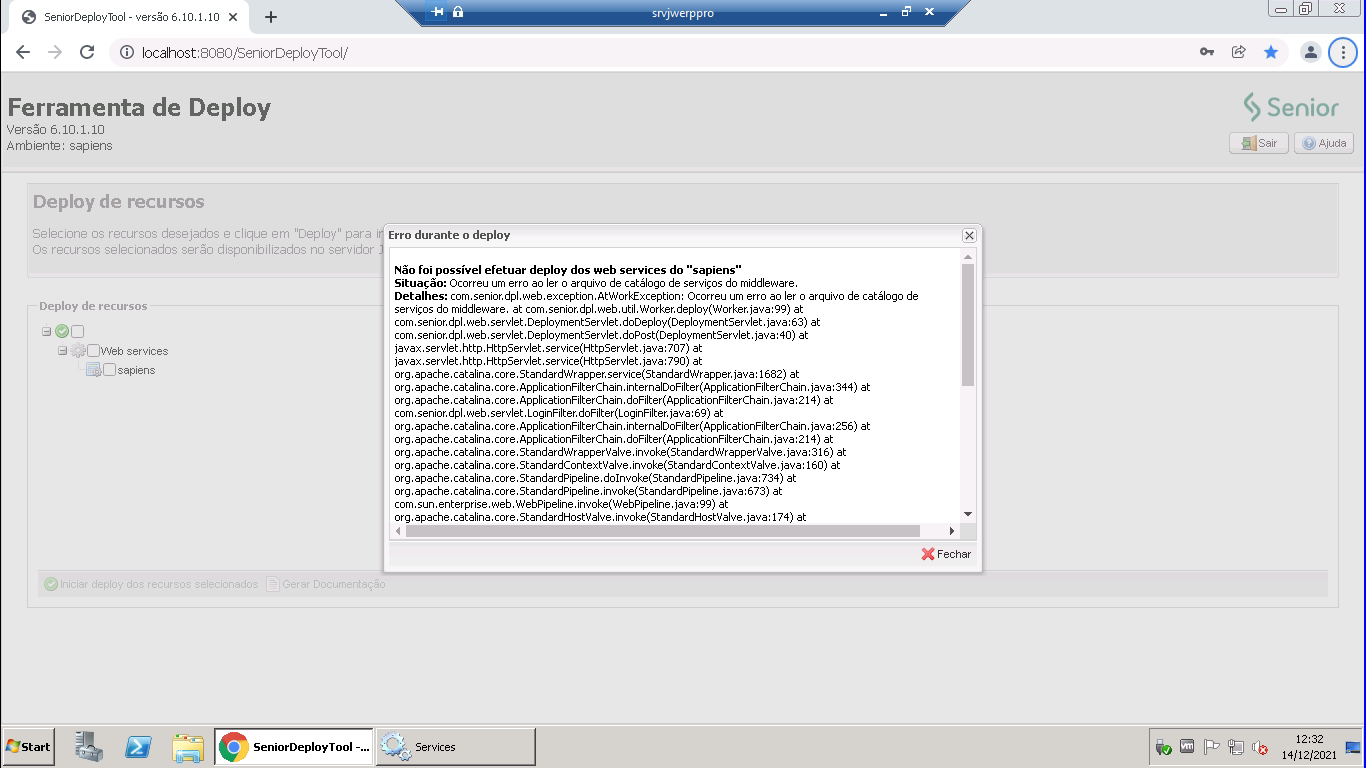 SeniorDeployTool - versão 6.10.1.10
srvjwerppro
localhost:8080/SeniorDeployTool/
Ferramenta de Deploy
Versão 6.10.1.10
Ambiente: sapiens
Senior
Sair
Ajuda
Deploy de recursos
Selecione os recursos desejados e clique em "Deploy" para in
Os recursos selecionados serão disponibilizados no servidor
Erro durante o deploy
Não foi possível efetuar deploy dos web services do "sapiens"
Situação: Ocorreu um erro ao ler o arquivo de catálogo de serviços do middleware.
Detalhes: com.senior.dpl.web.exception.AtWorkException: Ocorreu um erro ao ler o arquivo de catálogo de
serviços do middleware. at com.senior.dpl.web.util.Worker.deploy(Worker.java:99) at
com.senior.dpl.web.servlet.DeploymentServlet.doDeploy(DeploymentServlet.java:63) at
com.senior.dpl.web.servlet.DeploymentServlet.doPost(DeploymentServlet.java:40) at
javax.servlet.http.HttpServlet.service(HttpServlet.java:707) at
javax.servlet.http.HttpServlet.service(HttpServlet.java:790) at
org.apache.catalina.core.StandardWrapper.service(StandardWrapper.java:1682) at
org.apache.catalina.core.ApplicationFilterChain.internalDoFilter(ApplicationFilterChain.java:344) at
org.apache.catalina.core.ApplicationFilterChain.doFilter(ApplicationFilterChain.java:214) at
com.senior.dpl.web.servlet.LoginFilter.doFilter(LoginFilter.java:69) at
org.apache.catalina.core.ApplicationFilterChain.internalDoFilter(ApplicationFilterChain.java:256) at
org.apache.catalina.core.ApplicationFilterChain.doFilter(ApplicationFilterChain.java:214) at
org.apache.catalina.core.StandardWrapperValve.invoke(StandardWrapperValve.java:316) at
org.apache.catalina.core.StandardContextValve.invoke(StandardContextValve.java:160) at
org.apache.catalina.core.StandardPipeline.doInvoke(StandardPipeline.java:734) at
org.apache.catalina.core.StandardPipeline.invoke(StandardPipeline.java:673) at
com.sun.enterprise.web.WebPipeline.invoke(WebPipeline.java:99) at
org.apache.catalina.core.StandardHostValve.invoke(StandardHostValve.java:174) at
Fechar
Deploy de recursos
Web services
sapiens
Iniciar deploy dos recursos selecionados
Gerar Documentação
Start
SeniorDeployTool -...
Services
vm
12:32
14/12/2021